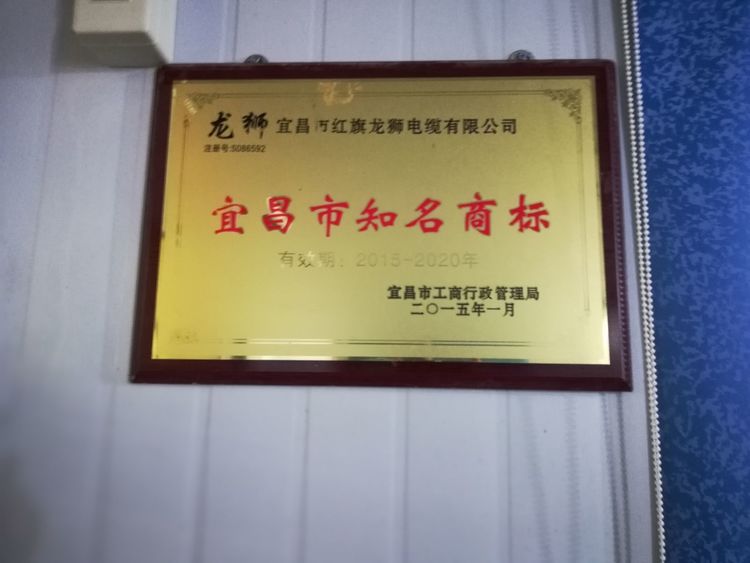 龙狮 宜昌市红旗龙狮电缆有限公司
注册号:5086592
宜昌市知名商标
有效期：2015-2020年
宜昌市工商行政管理局
二〇一五年一月